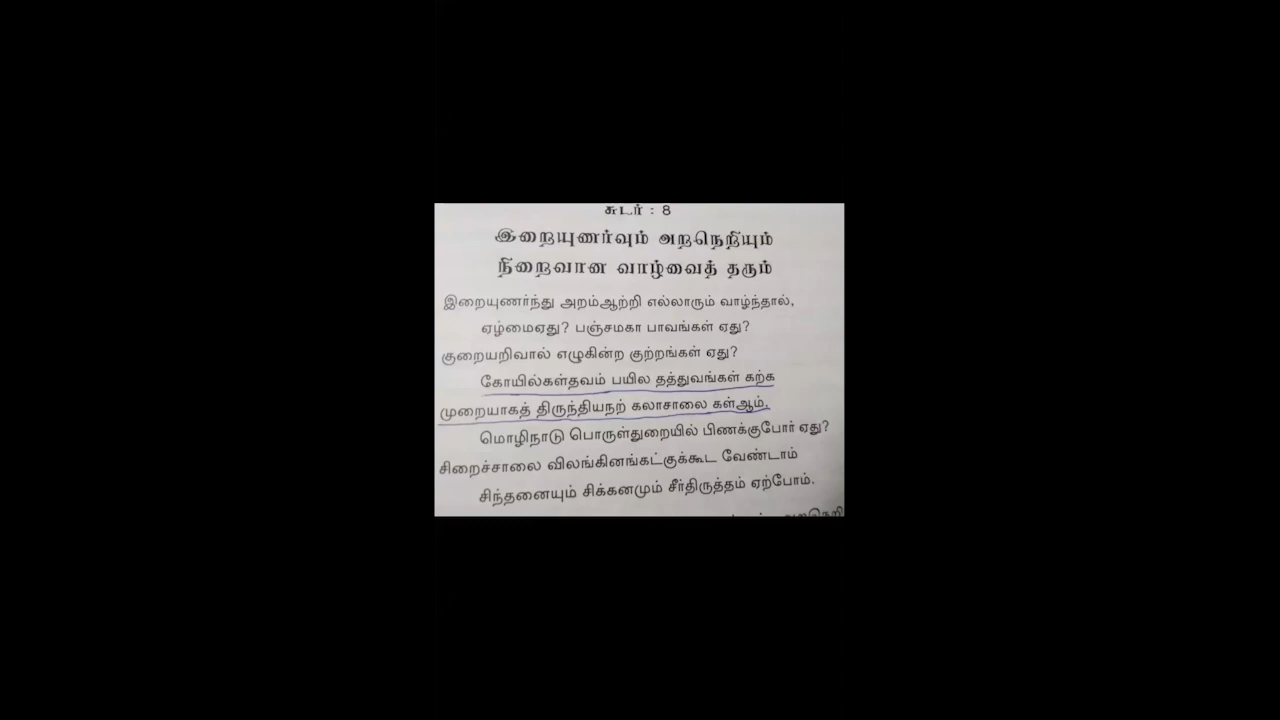 சுடர் : 8
இறையுணர்வும் அறநெறியும்
நிறைவான வாழ்வைத் தரும்
இறையுணர்ந்து அறம்ஆற்றி எல்லாரும் வாழ்ந்தால்,
ஏழ்மைஏது? பஞ்சமகா பாவங்கள் ஏது?
குறையறிவால் எழுகின்ற குற்றங்கள் ஏது?
கோயில்கள்தவம் பயில தத்துவங்கள் கற்க
முறையாகத் திருந்தியநற் கலாசாலை கள்ஆம்.
மொழிநாடு பொருள்துறையில் பிணக்குபோர் ஏது?
சிறைச்சாலை விலங்கினங்கட்குக்கூட வேண்டாம்
சிந்தனையும் சிக்கனமும் சீர்திருத்தம் ஏற்போம்.